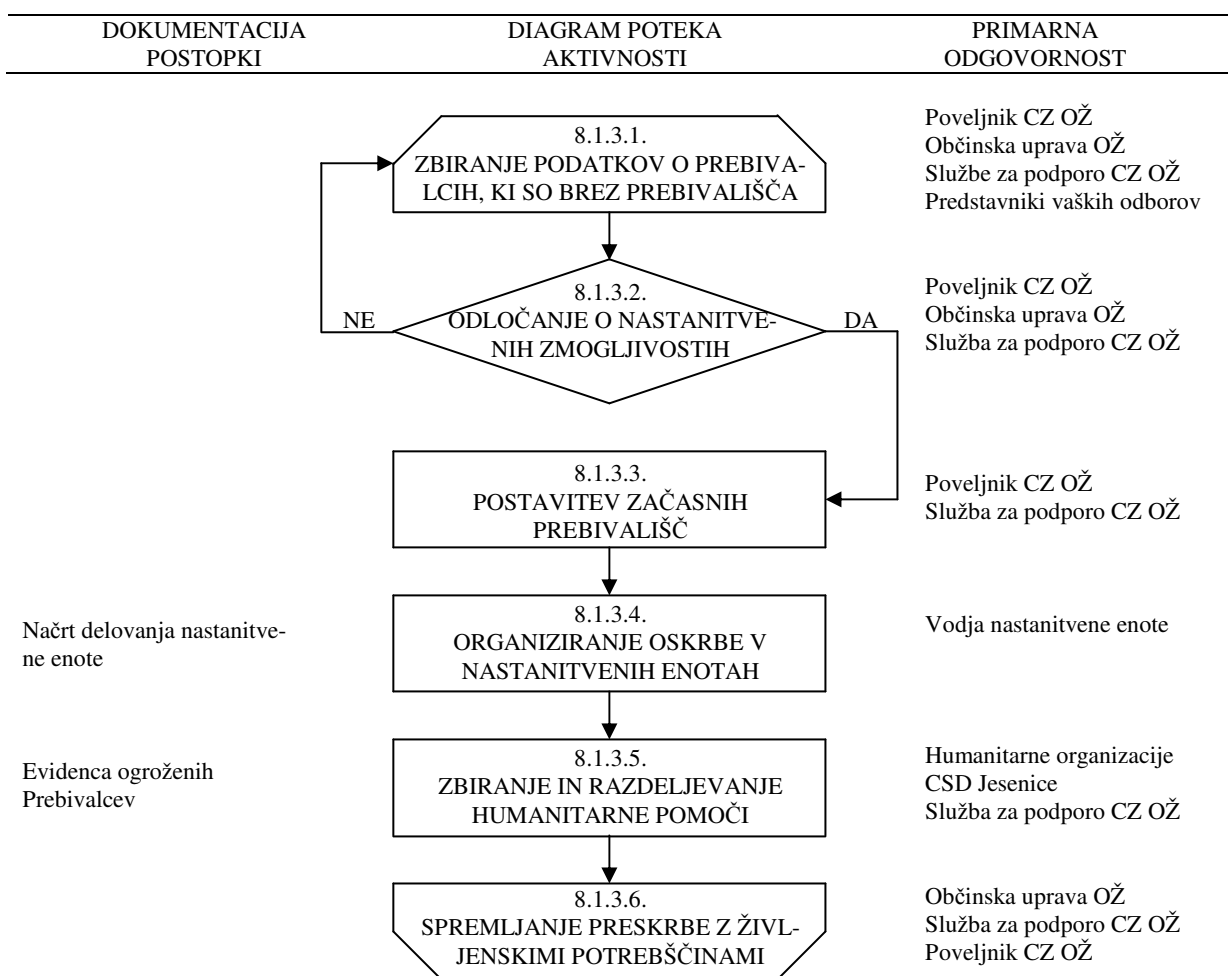 DOKUMENTACIJA
POSTOPKI
DIAGRAM POTEKA
AKTIVNOSTI
PRIMARNA
ODGOVORNOST
8.1.3.1.
ZBIRANJE PODATKOV O PREBIVA-
LCIH, KI SO BREZ PREBIVALIŠČA
Poveljnik CZ OŽ
Občinska uprava OŽ
Službe za podporo CZ OŽ
Predstavniki vaških odborov
8.1.3.2.
ODLOČANJE O NASTANITVE-
NIH ZMOGLJIVOSTIH
NE
DA
Poveljnik CZ OŽ
Občinska uprava OŽ
Služba za podporo CZ OŽ
8.1.3.3.
POSTAVITEV ZAČASNIH
PREBIVALIŠČ
Poveljnik CZ OŽ
Služba za podporo CZ OŽ
Načrt delovanja nastanitve-
ne enote
8.1.3.4.
ORGANIZIRANJE OSKRBE V
NASTANITVENIH ENOTAH
Vodja nastanitvene enote
Evidenca ogroženih
Prebivalcev
8.1.3.5.
ZBIRANJE IN RAZDELJEVANJE
HUMANITARNE POMOČI
Humanitarne organizacije
CSD Jesenice
Služba za podporo CZ OŽ
8.1.3.6.
SPREMLJANJE PRESKRBE Z ŽIVL-
JENSKIMI POTREBŠČINAMI
Občinska uprava OŽ
Služba za podporo CZ OŽ
Poveljnik CZ OŽ